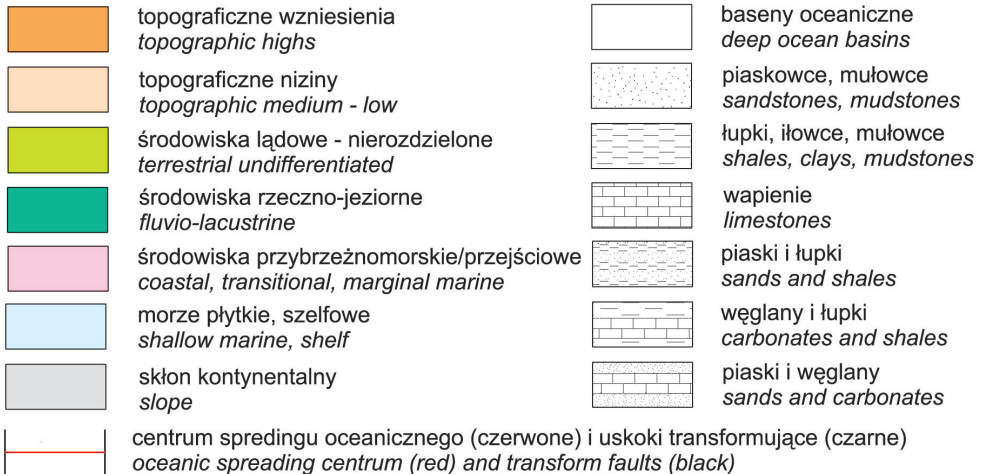 topograficzne wzniesienia
topographic highs
topograficzne niziny
topographic medium - low
środowiska lądowe - nierozdzielone
terrestrial undifferentiated
środowiska rzeczno-jeziorne
fluvio-lacustrine
środowiska przybrzeżnomorskie/przejściowe
coastal, transitional, marginal marine
morze płytkie, szelfowe
shallow marine, shelf
skłon kontynentalny
slope
baseny oceaniczne
deep ocean basins
piaskowce, mułowce
sandstones, mudstones
łupki, iłowce, mułowce
shales, clays, mudstones
wapienie
limestones
piaski i łupki
sands and shales
węglany i łupki
carbonates and shales
piaski i węglany
sands and carbonates
centrum spredingu oceanicznego (czerwone) i uskoki transformujące (czarne)
oceanic spreading centrum (red) and transform faults (black)